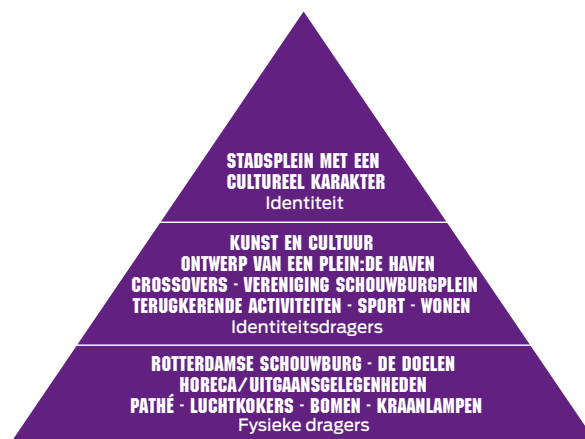 STADSPLEIN MET EEN
CULTUREEL KARAKTER
Identiteit
KUNST EN CULTUUR
ONTWERP VAN EEN PLEIN:DE HAVEN
CROSSOVERS - VERENIGING SCHOUWBURGPLEIN
TERUGKERENDE ACTIVITEITEN - SPORT - WONEN
Identiteitsdragers
ROTTERDAMSE SCHOUWBURG - DE DOELEN
HORECA/UITGAANSGELEGENHEDEN
PATHÉ - LUCHTKOKERS - BOMEN - KRAANLAMPEN
Fysieke dragers